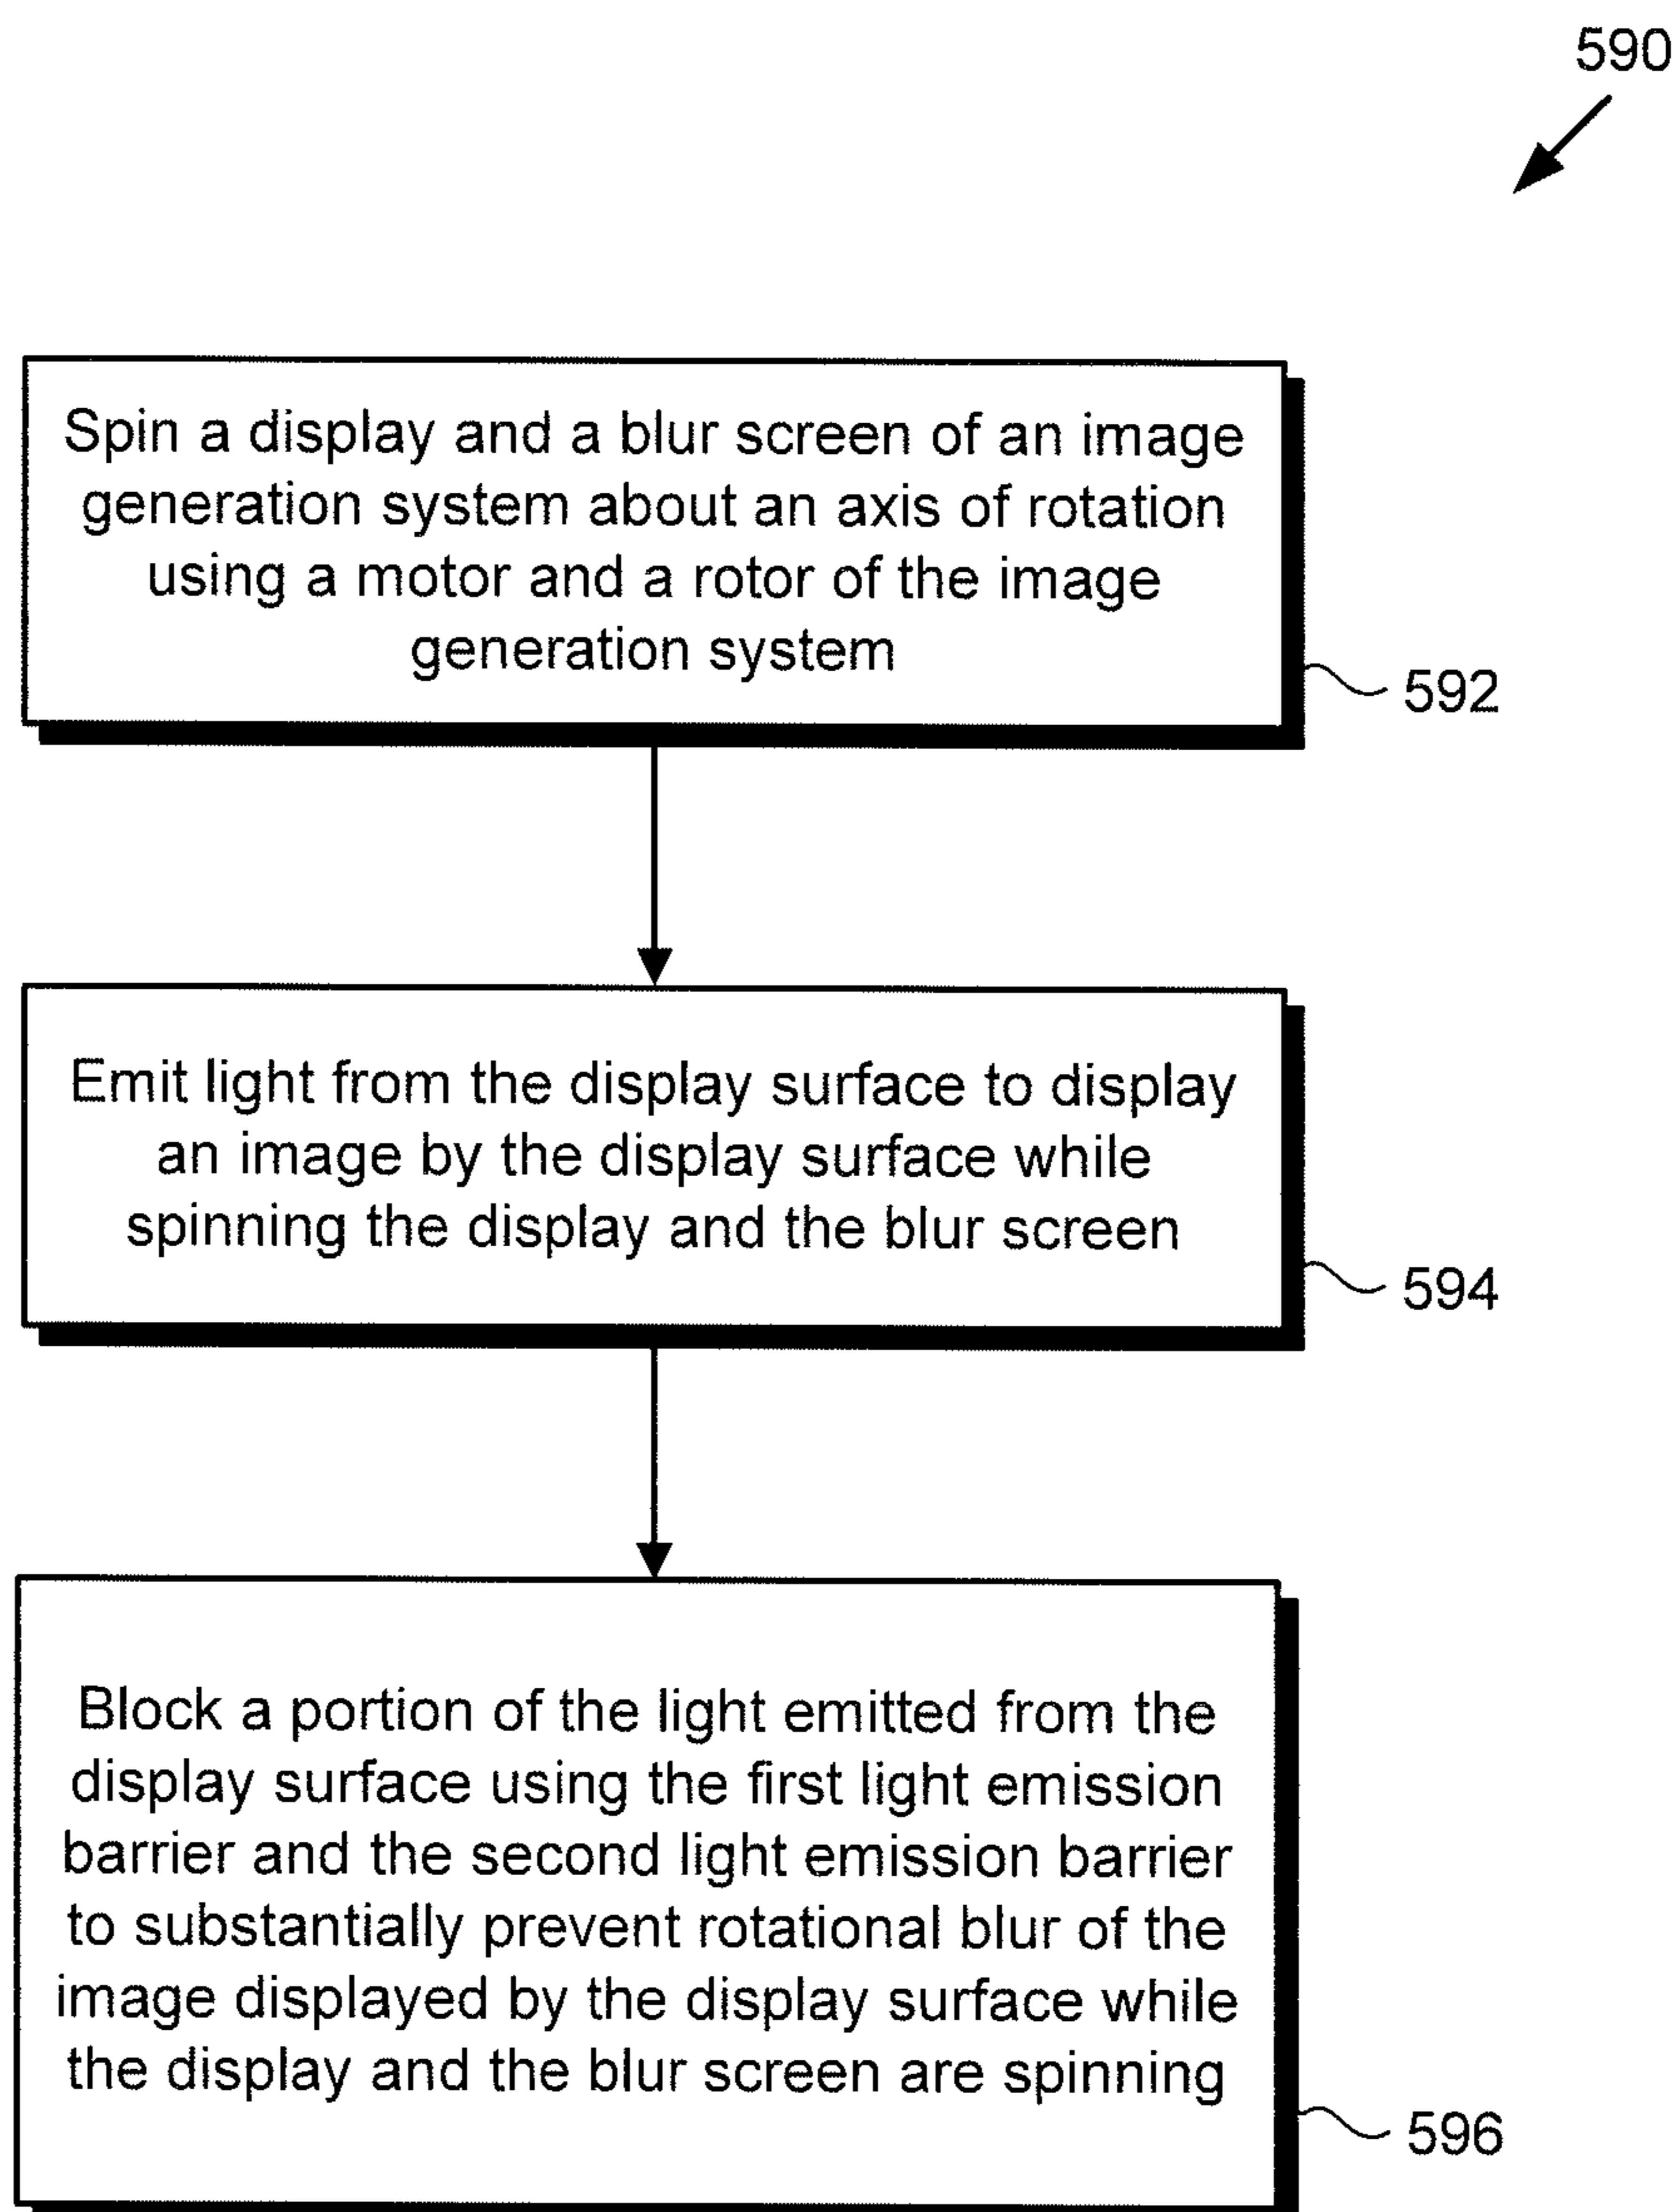 590
Spin a display and a blur screen of an image
generation system about an axis of rotation
using a motor and a rotor of the image
generation system
592
Emit light from the display surface to display
an image by the display surface while
spinning the display and the blur screen
594
Block a portion of the light emitted from the
display surface using the first light emission
barrier and the second light emission barrier
to substantially prevent rotational blur of the
image displayed by the display surface while
the display and the blur screen are spinning
596